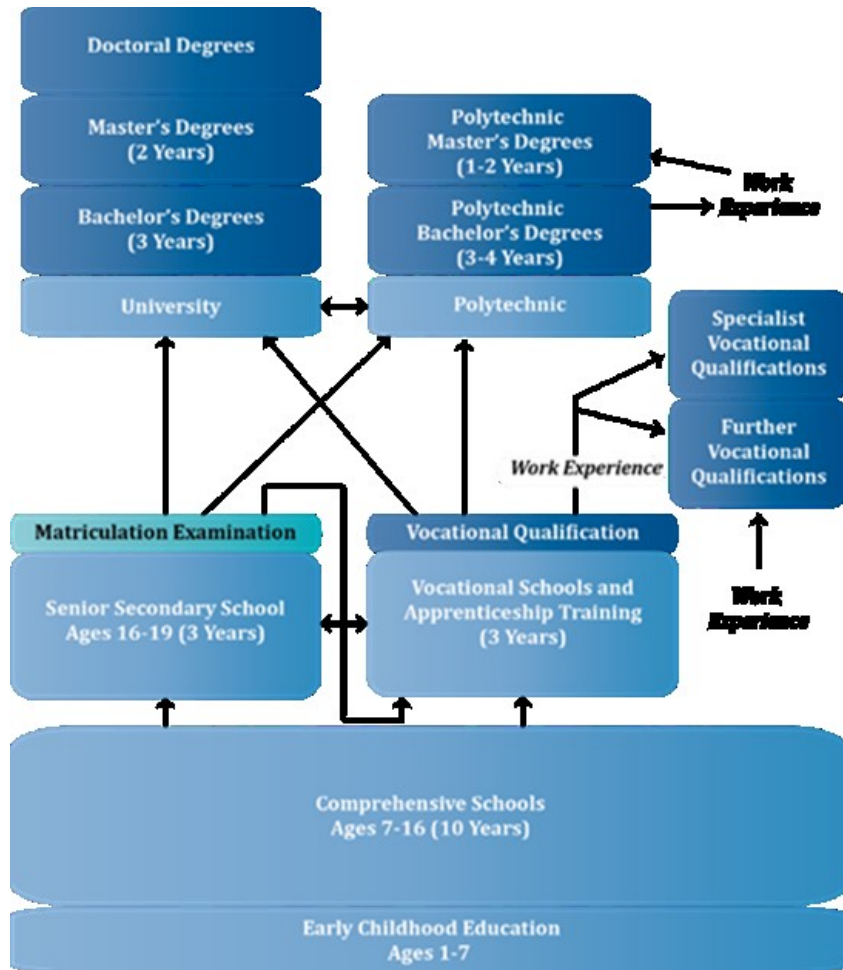 Doctoral Degrees
Master's Degrees
(2 Years)
Bachelor's Degrees
(3 Years)
University
Polytechnic
Master's Degrees
(1-2 Years)
Polytechnic
Bachelor's Degrees
(3-4 Years)
Polytechnic
Work
Experience
Specialist
Vocational
Qualifications
Further
Vocational
Qualifications
Work Experience
Work
Experience
Matriculation Examination
Senior Secondary School
Ages 16-19 (3 Years)
Vocational Qualification
Vocational Schools and
Apprenticeship Training
(3 Years)
Comprehensive Schools
Ages 7-16 (10 Years)
Early Childhood Education
Ages 1-7